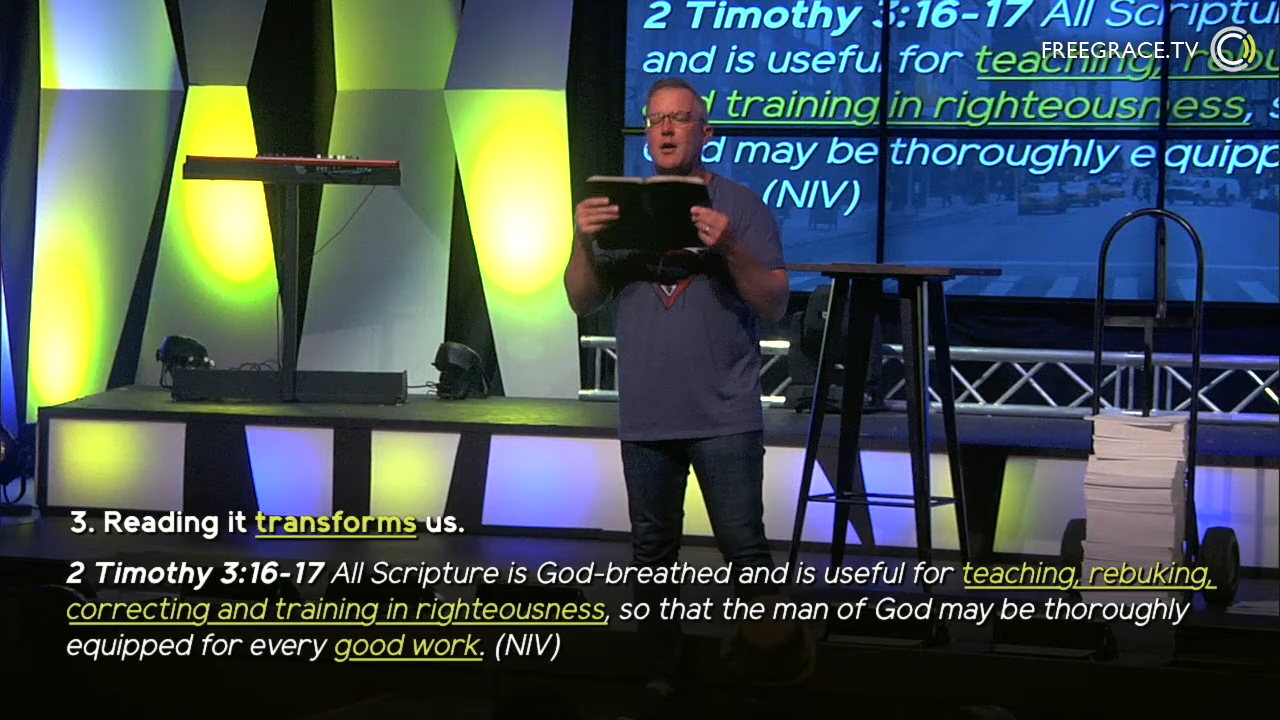 2 Timothy 3:16-17 All Scriptu
and is useful for teaching, rebu
FREEGRACE.TV
d training in righteousness, s
d may be thoroughly e quipp
(NIV)
3. Reading it transforms us.
2 Timothy 3:16-17 All Scripture is God-breathed and is useful for teaching, rebuking,
correcting and training in righteousness, so that the man of God may be thoroughly
equipped for every good work. (NIV)